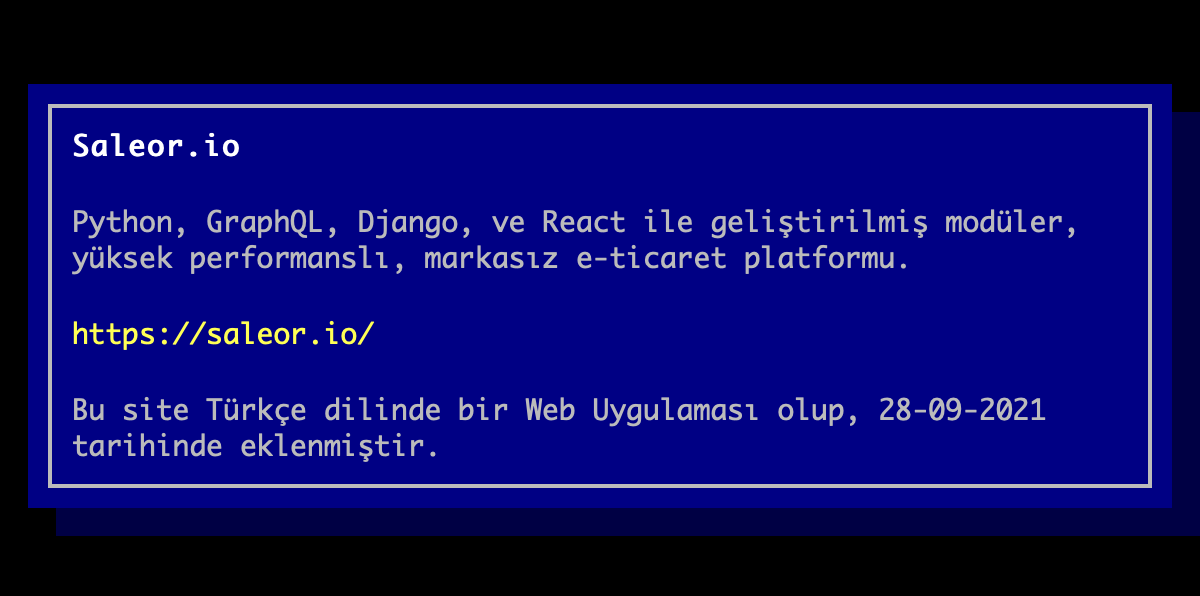 Saleor.io
Python, GraphQL, Django, ve React ile geliştirilmiş modüler,
yüksek performanslı, markasız e-ticaret platformu.
https://saleor.io/
Bu site Türkçe dilinde bir Web Uygulaması olup, 28-09-2021
tarihinde eklenmiştir.